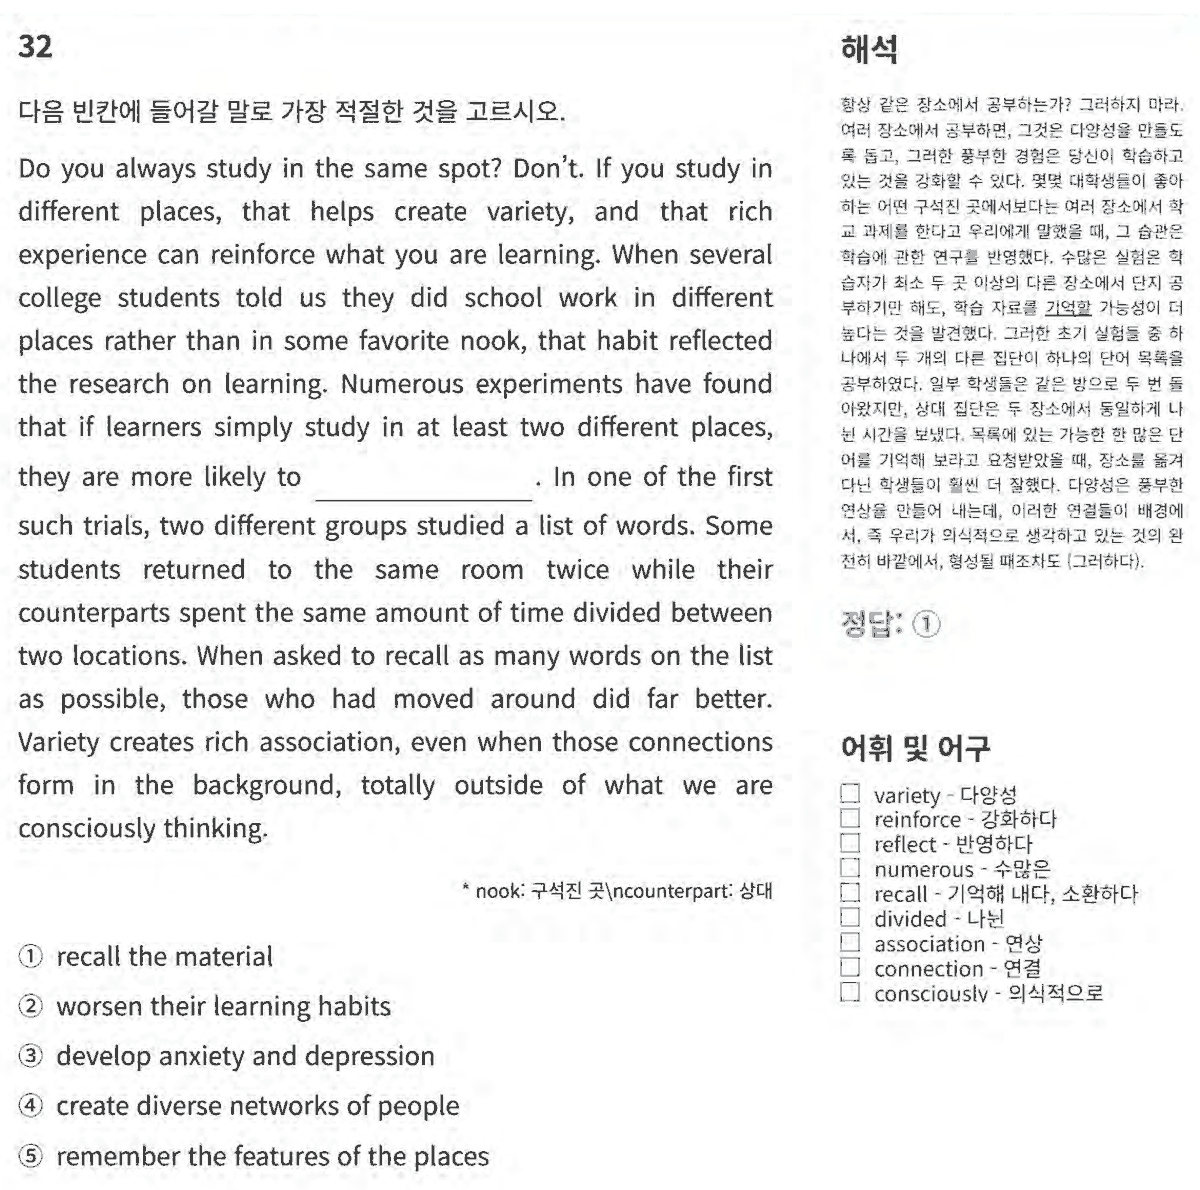 32
다음 빈칸에 들어갈 말로 가장 적절한 것을 고르시오.
Do you always study in the same spot? Don't. If you study in
different places, that helps create variety, and that rich
experience can reinforce what you are learning. When several
college students told us they did school work in different
places rather than in some favorite nook, that habit reflected
the research on learning. Numerous experiments have found
that if learners simply study in at least two different places,
they are more likely to ____________ . In one of the first
such trials, two different groups studied a list of words. Some
students returned to the same room twice while their
counterparts spent the same amount of time divided between
two locations. When asked to recall as many words on the list
as possible, those who had moved around did far better.
Variety creates rich association, even when those connections
form in the background, totally outside of what we are
consciously thinking.
* nook: 구석진 곳\ncounterpart: 상대
① recall the material
② worsen their learning habits
③ develop anxiety and depression
④ create diverse networks of people
⑤ remember the features of the places
해석
항상 같은 장소에서 공부하는가? 그러하지 마라.
여러 장소에서 공부하면, 그것은 다양성을 만들도
록 돕고, 그러한 풍부한 경험은 당신이 학습하고
있는 것을 강화할 수 있다. 몇몇 대학생들이 좋아
하는 어떤 구석진 곳에서보다는 여러 장소에서 학
교 과제를 한다고 우리에게 말했을 때, 그 습관은
학습에 관한 연구를 반영했다. 수많은 실험은 학
습자가 최소 두 곳 이상의 다른 장소에서 단지 공
부하기만 해도, 학습 자료를 기억할 가능성이 더
높다는 것을 발견했다. 그러한 초기 실험들 중 하
나에서 두 개의 다른 집단이 하나의 단어 목록을
공부하였다. 일부 학생들은 같은 방으로 두 번 돌
아왔지만, 상대 집단은 두 장소에서 동일하게 나
뉜 시간을 보냈다. 목록에 있는 가능한 한 많은 단
어를 기억해 보라고 요청받았을 때, 장소를 옮겨
다닌 학생들이 훨씬 더 잘했다. 다양성은 풍부한
연상을 만들어 내는데, 이러한 연결들이 배경에
서, 즉 우리가 의식적으로 생각하고 있는 것의 완
전히 바깥에서, 형성될 때조차도 (그러하다).
정답: ①
어휘 및 어구
□ variety - 다양성
□ reinforce - 강화하다
□ reflect - 반영하다
□ numerous - 수많은
□ recall - 기억해 내다, 소환하다
□ divided - 나뉜
□ association - 연상
□ connection - 연결
□ consciously - 의식적으로